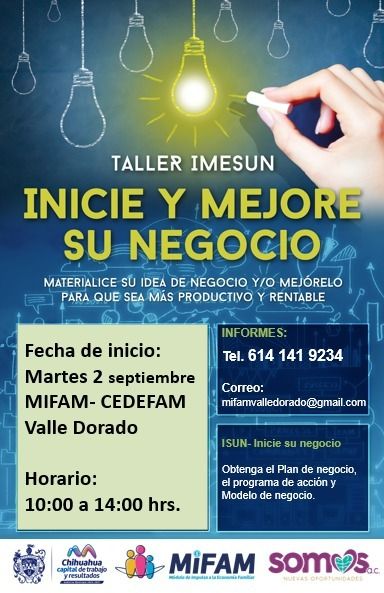 TALLER IMESUN
INICIE Y MEJORE
SU NEGOCIO
MATERIALICE SU IDEA DE NEGOCIO Y/O MEJÓRELO
PARA QUE SEA MÁS PRODUCTIVO Y RENTABLE
Fecha de inicio:
Martes 2 septiembre
MIFAM- CEDEFAM
Valle Dorado
Horario:
10:00 a 14:00 hrs.
INFORMES:
Tel. 614 141 9234
Correo:
mifamvalledorado@gmail.com
ISUN- Inicie su negocio
Obtenga el Plan de negocio,
el programa de acción y
Modelo de negocio.
Chihuahua
capital de trabajo
y resultados
MiFAM
Módulo de Impulso a la Economía Familiar
SOMOS a.c.
NUEVAS OPORTUNIDADES